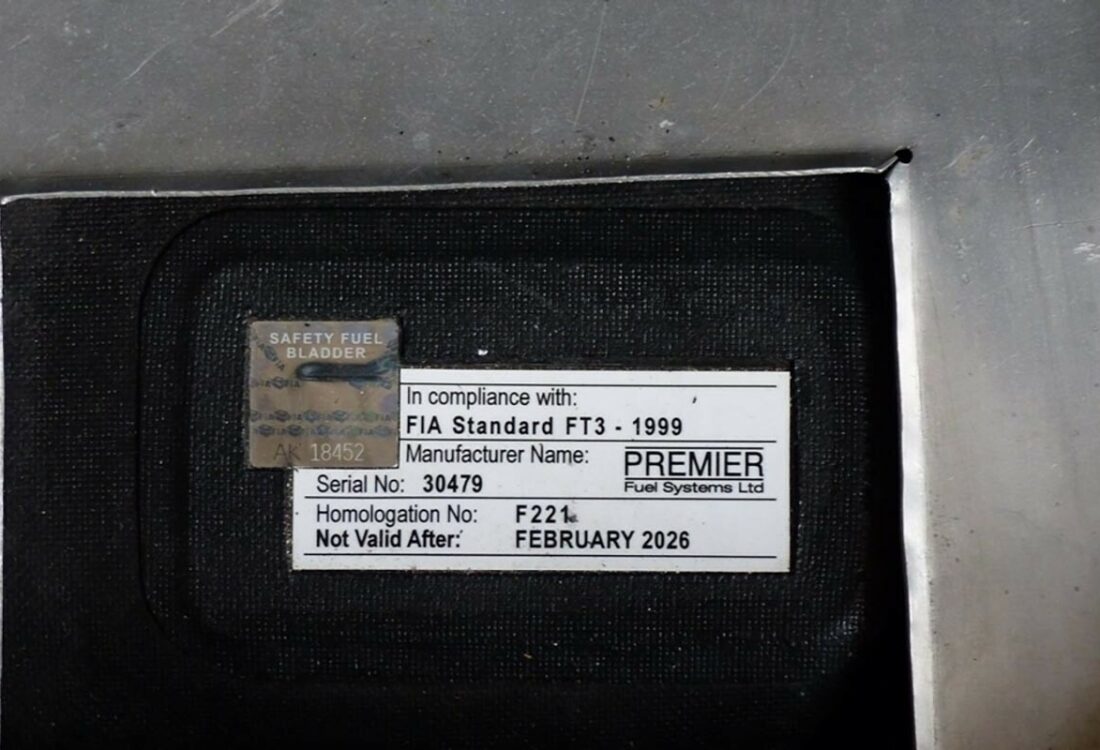 SAFETY FUEL
BLADDER
AK 18452
In compliance with:
FIA Standard FT3 - 1999
Manufacturer Name:
PREMIER
Fuel Systems Ltd
Serial No: 30479
Homologation No: F221
Not Valid After: FEBRUARY 2026